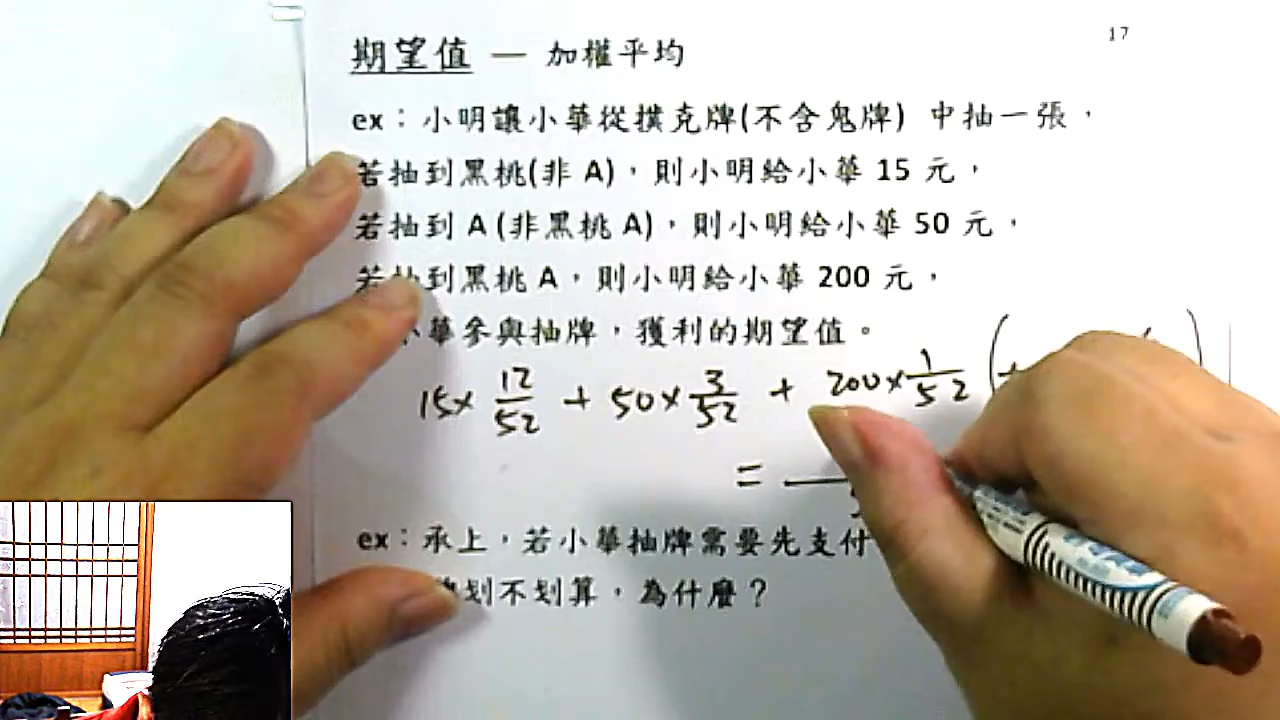 17
期望值 — 加權平均
ex：小明讓小華從撲克牌(不含鬼牌) 中抽一張，
若抽到黑桃(非 A)，則小明給小華 15 元，
若抽到 A (非黑桃 A)，則小明給小華 50 元，
若抽到黑桃 A，則小明給小華 200 元，
小華參與抽牌，獲利的期望值。
15× 12/52 + 50× 3/52 + 200× 1/52 (
=
ex：承上，若小華抽牌需要先支付
划不划算，為什麼？